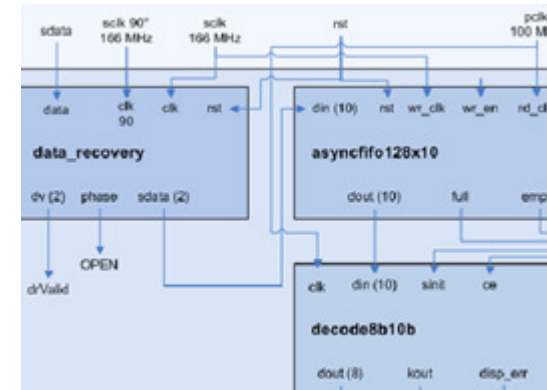 sdata
sclk 90°
166 MHz
sclk
166 MHz
rst
pclk
100 M
data
clk
90
clk
rst
data_recovery
dv (2)
phase
sdata (2)
drValid
OPEN
din (10)
rst
wr_clk
wr_en
rd_cl
asyncfifo128x10
dout (10)
full
emp
clk
din (10)
sinit
ce
decode8b10b
dout (8)
kout
disp_err